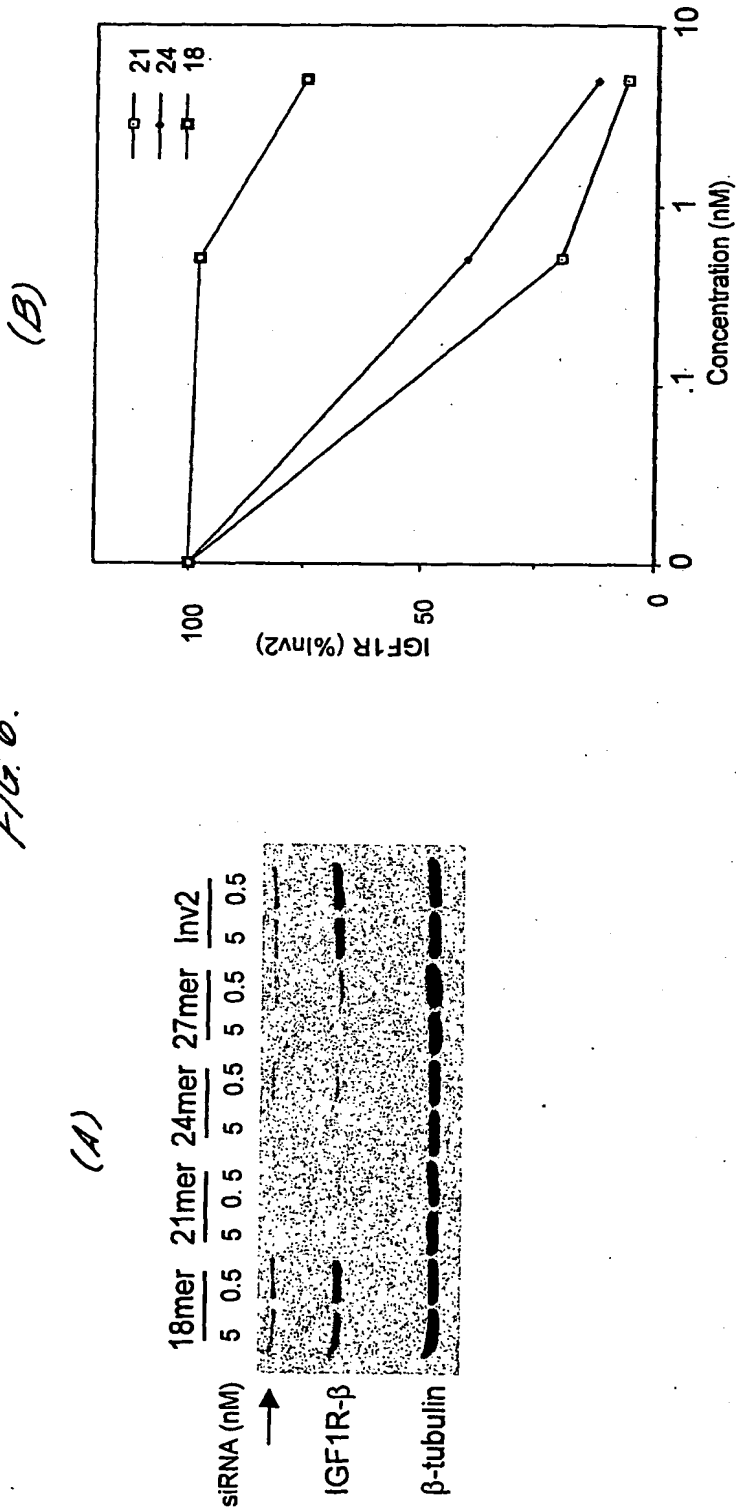 FIG. 6.
(A)
18mer 21mer 24mer 27mer Inv2
siRNA (nM) 5 0.5 5 0.5 5 0.5 5 0.5 5 0.5
IGF1R-β
β-tubulin
(B)
21
24
18
100
50
0
IGF1R (%Inv2)
0 .1 1 10
Concentration (nM)